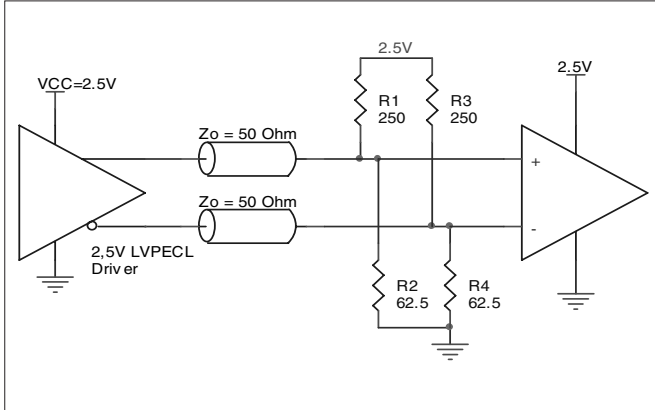 2.5V
2.5V
VCC=2.5V
R1
250
R3
250
Zo = 50 Ohm
+
Zo = 50 Ohm
-
2,5V LVPECL
Driver
R2
62.5
R4
62.5